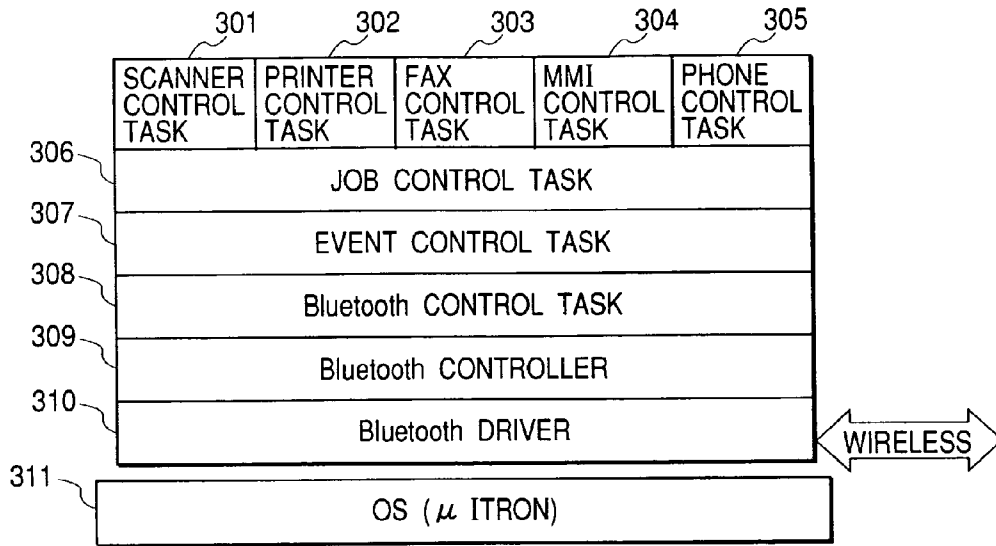 301 302 303 304 305
SCANNER CONTROL TASK
PRINTER CONTROL TASK
FAX CONTROL TASK
MMI CONTROL TASK
PHONE CONTROL TASK
306
JOB CONTROL TASK
307
EVENT CONTROL TASK
308
Bluetooth CONTROL TASK
309
Bluetooth CONTROLLER
310
Bluetooth DRIVER
WIRELESS
311
OS (μ ITRON)